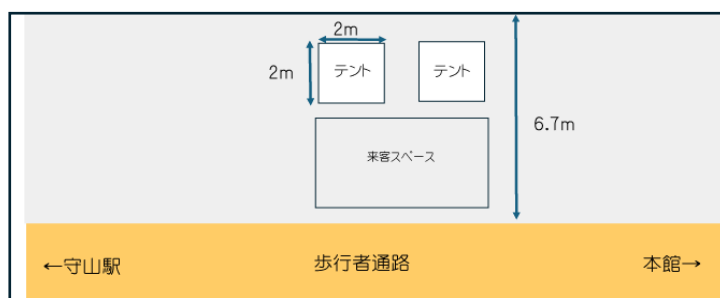 2m
2m
テント
テント
6.7m
来客スペース
←守山駅
歩行者通路
本館→